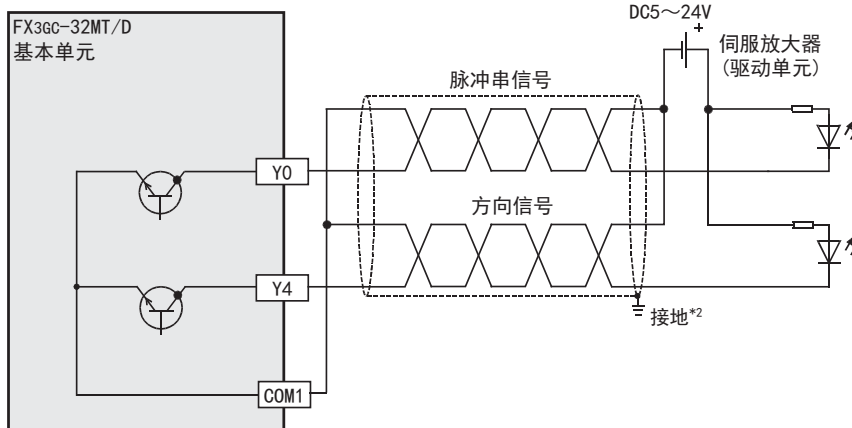 FX3GC-32MT/D
基本单元
DC5～24V
+
伺服放大器
(驱动单元)
脉冲串信号
Y0
方向信号
Y4
接地*2
COM1